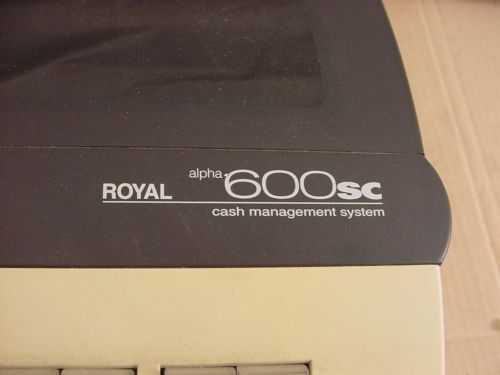 ROYAL alpha 600sc
cash management system